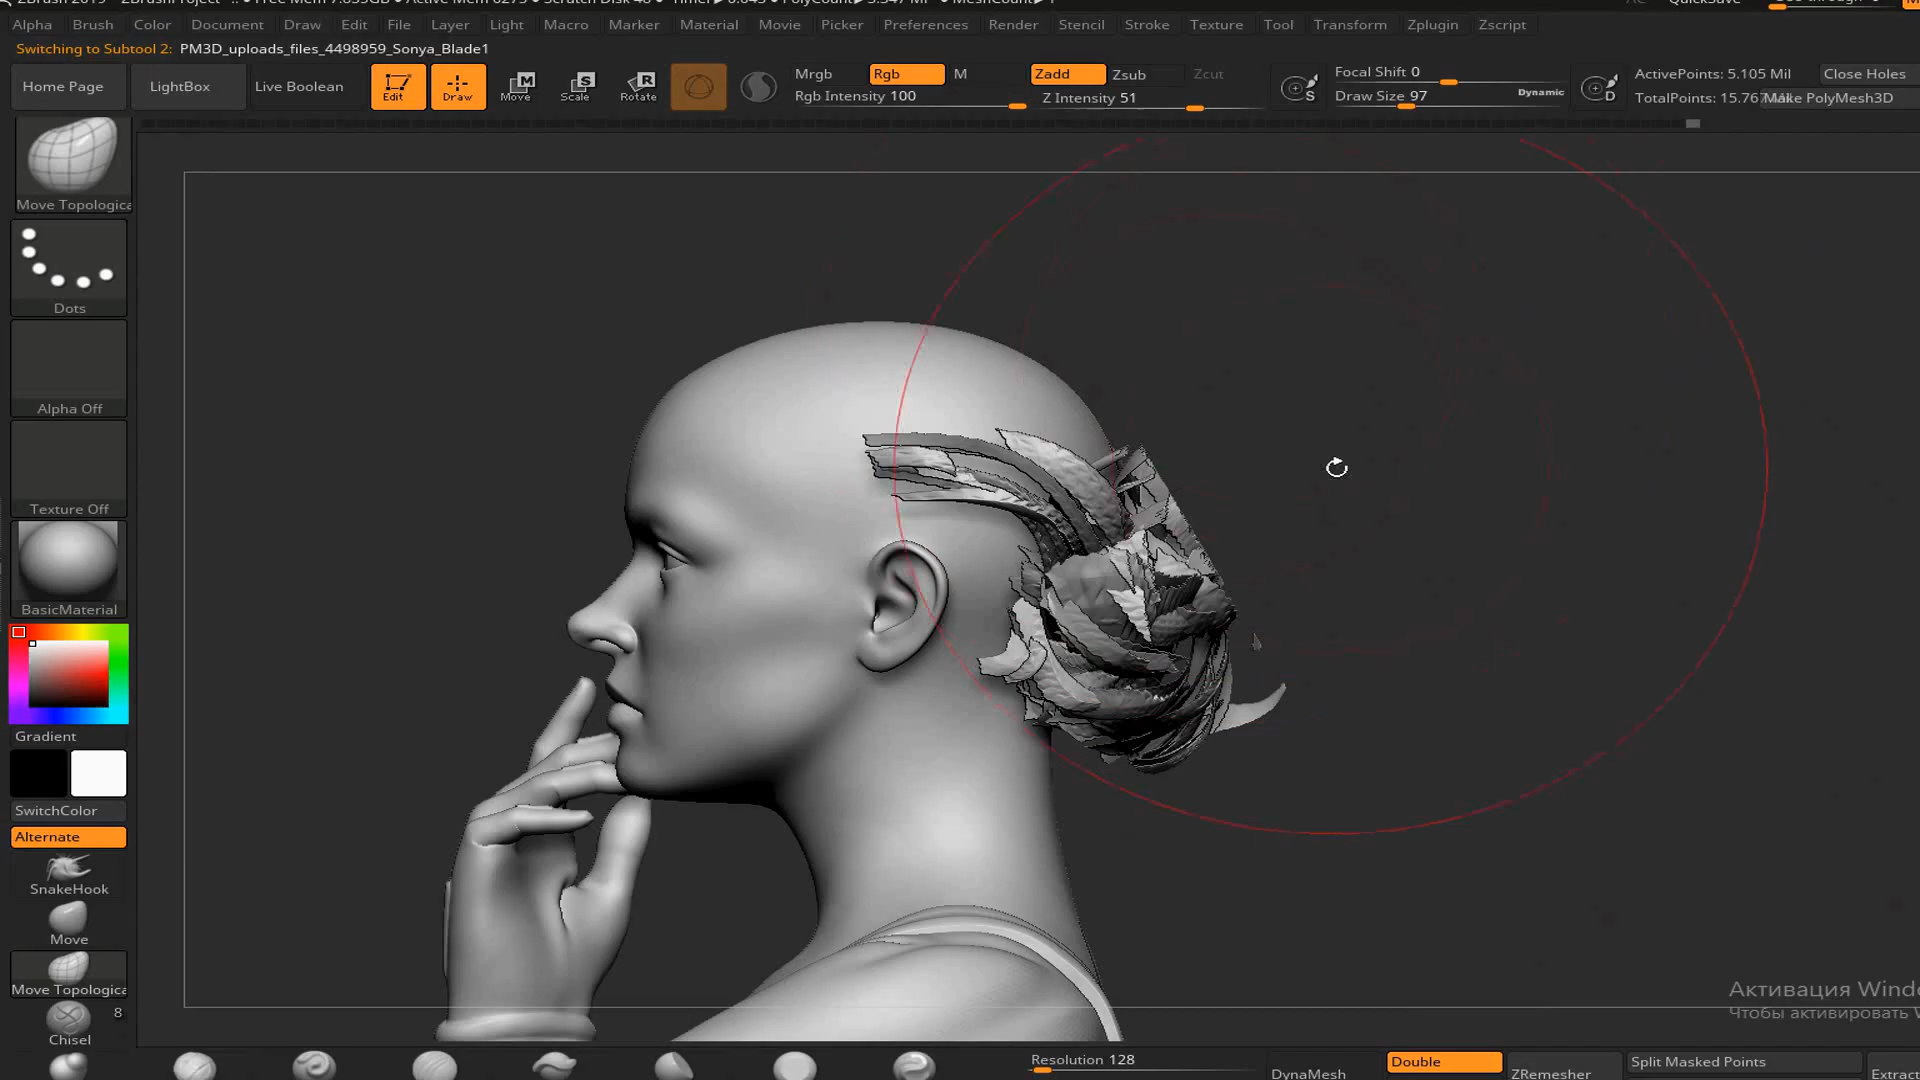 Alpha Brush Color Document Draw Edit File Layer Light Macro Marker Material Movie Picker Preferences Render Stencil Stroke Texture Tool Transform Zplugin Zscript
Switching to Subtool 2: PM3D_uploads_files_4498959_Sonya_Blade1
Home Page LightBox Live Boolean Edit Draw Move Scale Rotate
Mrgb Rgb M Zadd Zsub Zcut
Rgb Intensity 100 Z Intensity 51
Focal Shift 0
Draw Size 97 Dynamic
ActivePoints: 5.105 Mil Close Holes
TotalPoints: Make PolyMesh3D
Move Topologica
Dots
Alpha Off
Texture Off
BasicMaterial
Gradient
SwitchColor
Alternate
SnakeHook
Move
Move Topologica
8
Chisel
Активация Windo
Чтобы активировать
Resolution 128
DynaMesh
Double
ZRemesher
Split Masked Points
Extract